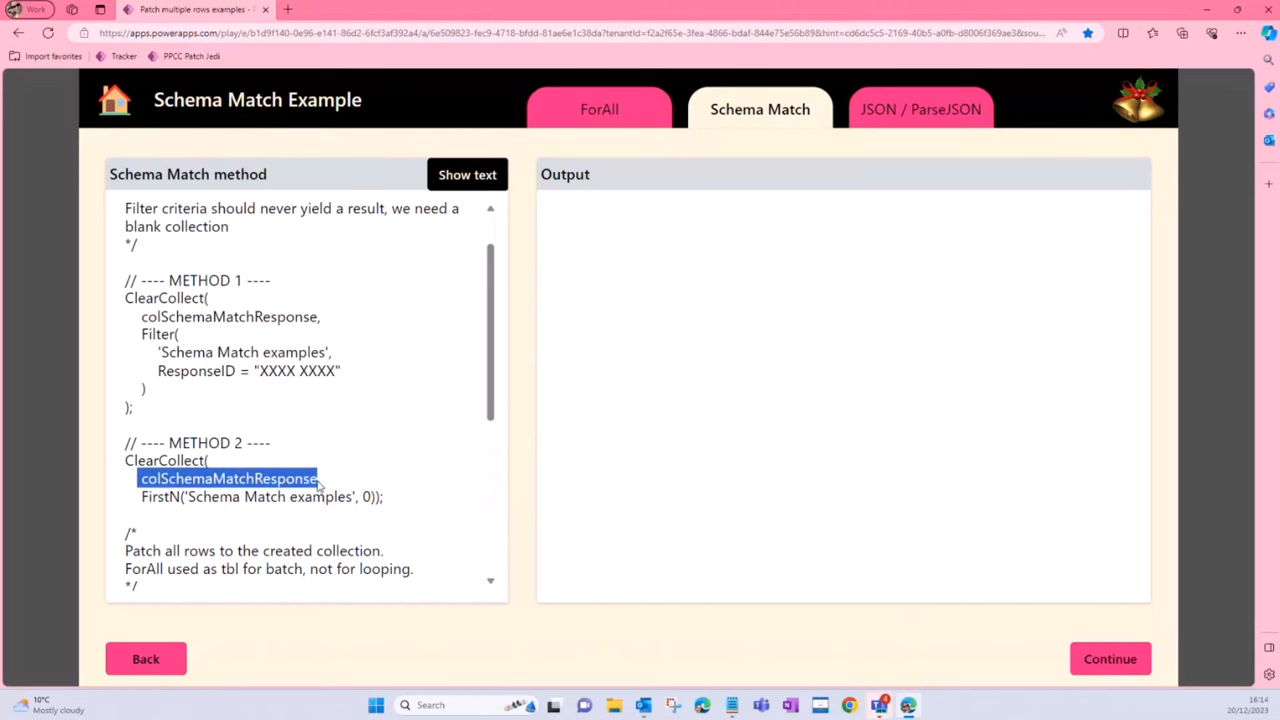 Work
Patch multiple rows examples -
https://apps.powerapps.com/play/e/b1d9f140-0e96-e141-86d2-6fcf3af392a4/a/6e509823-fec9-4718-bfdd-81ae6e1c38da?tenantId=f2a2f65e-3fea-4866-bdaf-844be75e56b89&hint=cd6dc5c5-2169-40b5-a0fb-d8006f369ae3&sou...
Import favorites
Tracker
PPCC Patch Jedi
Schema Match Example
ForAll
Schema Match
JSON / ParseJSON
Schema Match method
Show text
Output
Filter criteria should never yield a result, we need a
blank collection
*/
// ---- METHOD 1 ----
ClearCollect(
colSchemaMatchResponse,
Filter(
'Schema Match examples',
ResponseID = "XXXX XXXX"
)
);
// ---- METHOD 2 ----
ClearCollect(
colSchemaMatchResponse
FirstN('Schema Match examples', 0));
/*
Patch all rows to the created collection.
ForAll used as tbl for batch, not for looping.
*/
Back
Continue
10°C
Mostly cloudy
Search
4
16:14
20/12/2023